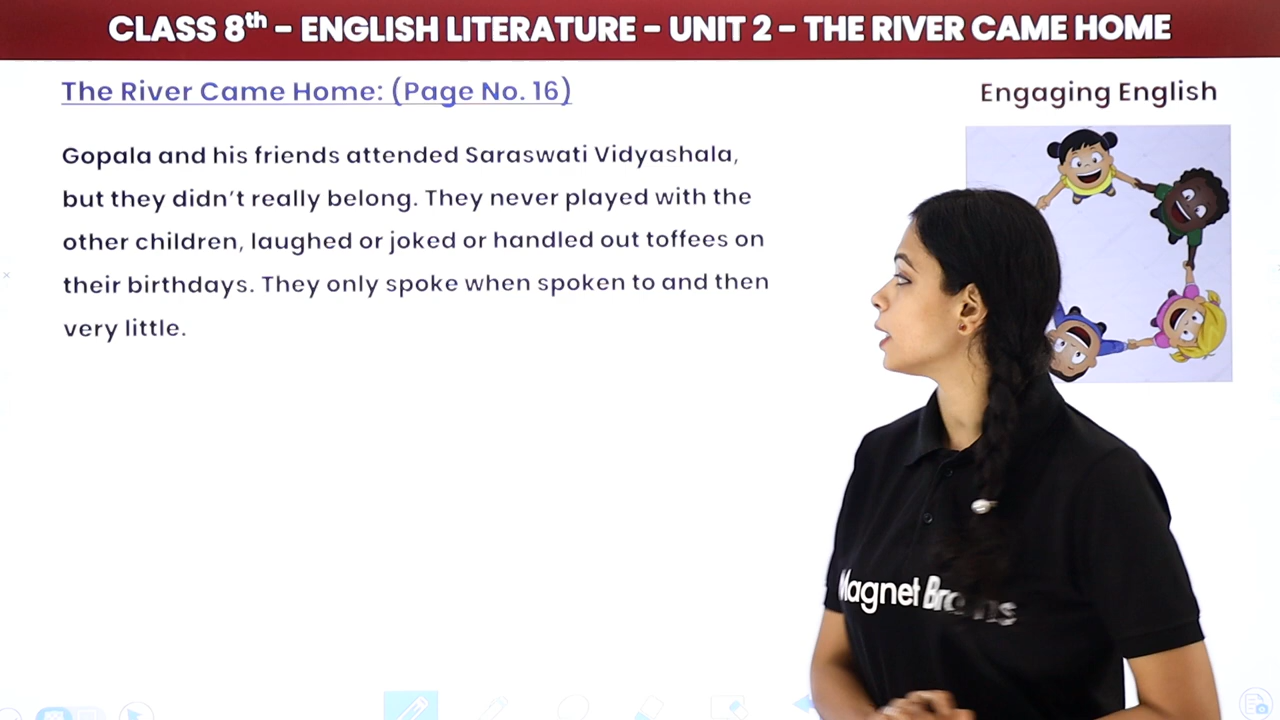 CLASS 8th – ENGLISH LITERATURE – UNIT 2 – THE RIVER CAME HOME
The River Came Home: (Page No. 16)
Engaging English
Gopala and his friends attended Saraswati Vidyashala,
but they didn't really belong. They never played with the
other children, laughed or joked or handled out toffees on
their birthdays. They only spoke when spoken to and then
very little.
Magnet Brains